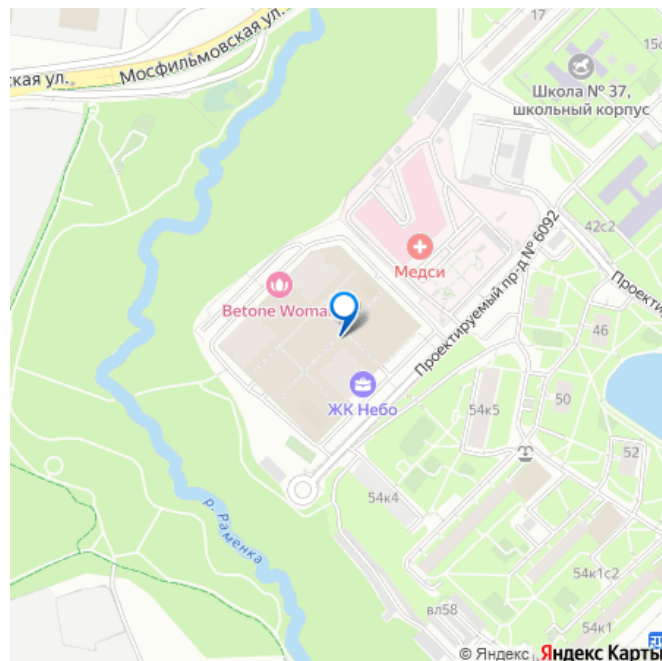 Мосфильмовская ул.
ская ул.
17
15с
Школа № 37,
школьный корпус
42с2
Медси
Проектируемый пр-д № 6092
Проектир
Betone Woma
46
ЖК Небо
50
54к5
52
54к4
р. Раменка
54к1с2
вл58
54к1
© Яндекс Яндекс Карты